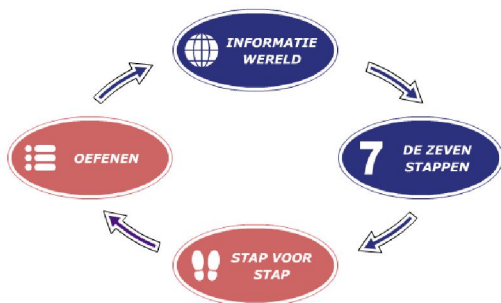 INFORMATIE
WERELD
7
DE ZEVEN
STAPPEN
STAP VOOR
STAP
OEFENEN